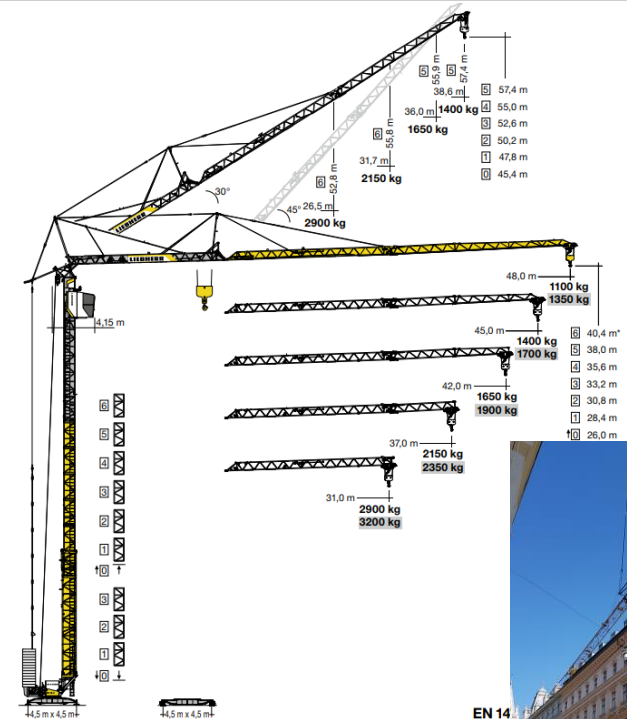 5 55,9 m
5 57,4 m
38,6 m
1400 kg
36,0 m
1650 kg
6 55,8 m
31,7 m
2150 kg
6 52,8 m
26,5 m
2900 kg
5 57,4 m
4 55,0 m
3 52,6 m
2 50,2 m
1 47,8 m
0 45,4 m
30°
45°
LIEBHERR
LIEBHERR
4,15 m
48,0 m
1100 kg
1350 kg
45,0 m
1400 kg
1700 kg
42,0 m
1650 kg
1900 kg
37,0 m
2150 kg
2350 kg
31,0 m
2900 kg
3200 kg
6 40,4 m*
5 38,0 m
4 35,6 m
3 33,2 m
2 30,8 m
1 28,4 m
↑0 26,0 m
6
5
4
3
2
1
↑0↑
3
2
1
↓0↓
4,5 m x 4,5 m
4,5 m x 4,5 m
EN 14